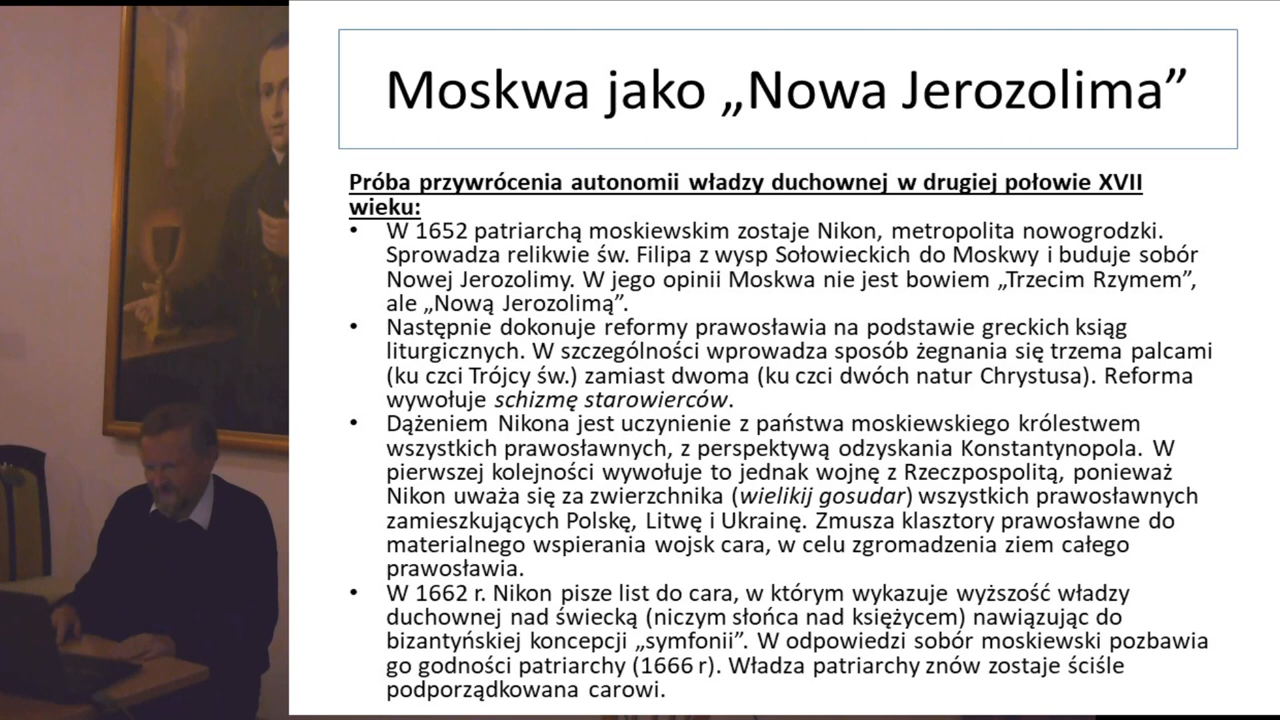 Moskwa jako „Nowa Jerozolima”
Próba przywrócenia autonomii władzy duchownej w drugiej połowie XVII
wieku:
• W 1652 patriarchą moskiewskim zostaje Nikon, metropolita nowogrodzki.
Sprowadza relikwie św. Filipa z wysp Sołowieckich do Moskwy i buduje sobór
Nowej Jerozolimy. W jego opinii Moskwa nie jest bowiem „Trzecim Rzymem”,
ale „Nową Jerozolimą”.
• Następnie dokonuje reformy prawosławia na podstawie greckich ksiąg
liturgicznych. W szczególności wprowadza sposób żegnania się trzema palcami
(ku czci Trójcy św.) zamiast dwoma (ku czci dwóch natur Chrystusa). Reforma
wywołuje schizmę starowierców.
• Dążeniem Nikona jest uczynienie z państwa moskiewskiego królestwem
wszystkich prawosławnych, z perspektywą odzyskania Konstantynopola. W
pierwszej kolejności wywołuje to jednak wojnę z Rzeczpospolitą, ponieważ
Nikon uważa się za zwierzchnika (wielikij gosudar) wszystkich prawosławnych
zamieszkujących Polskę, Litwę i Ukrainę. Zmusza klasztory prawosławne do
materialnego wspierania wojsk cara, w celu zgromadzenia ziem całego
prawosławia.
• W 1662 r. Nikon pisze list do cara, w którym wykazuje wyższość władzy
duchownej nad świecką (niczym słońca nad księżycem) nawiązując do
bizantyńskiej koncepcji „symfonii”. W odpowiedzi sobór moskiewski pozbawia
go godności patriarchy (1666 r). Władza patriarchy znów zostaje ściśle
podporządkowana carowi.